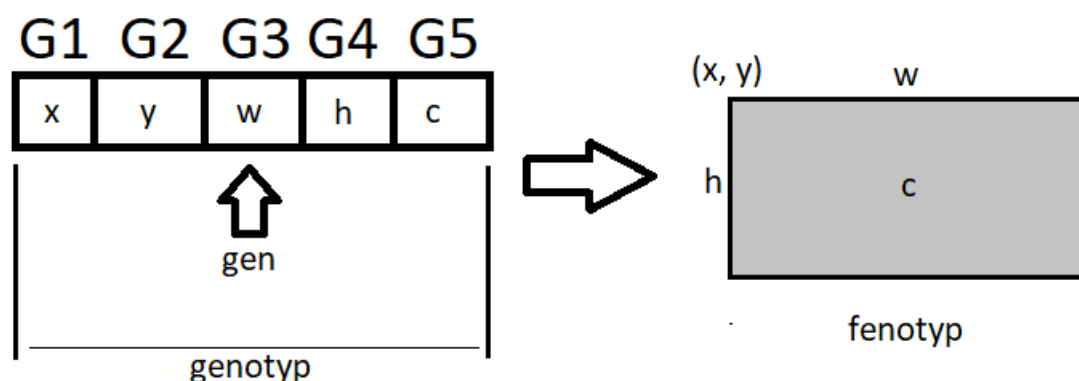 G1 G2 G3 G4 G5
x y w h c
gen
genotyp
(x, y) w
h c
fenotyp